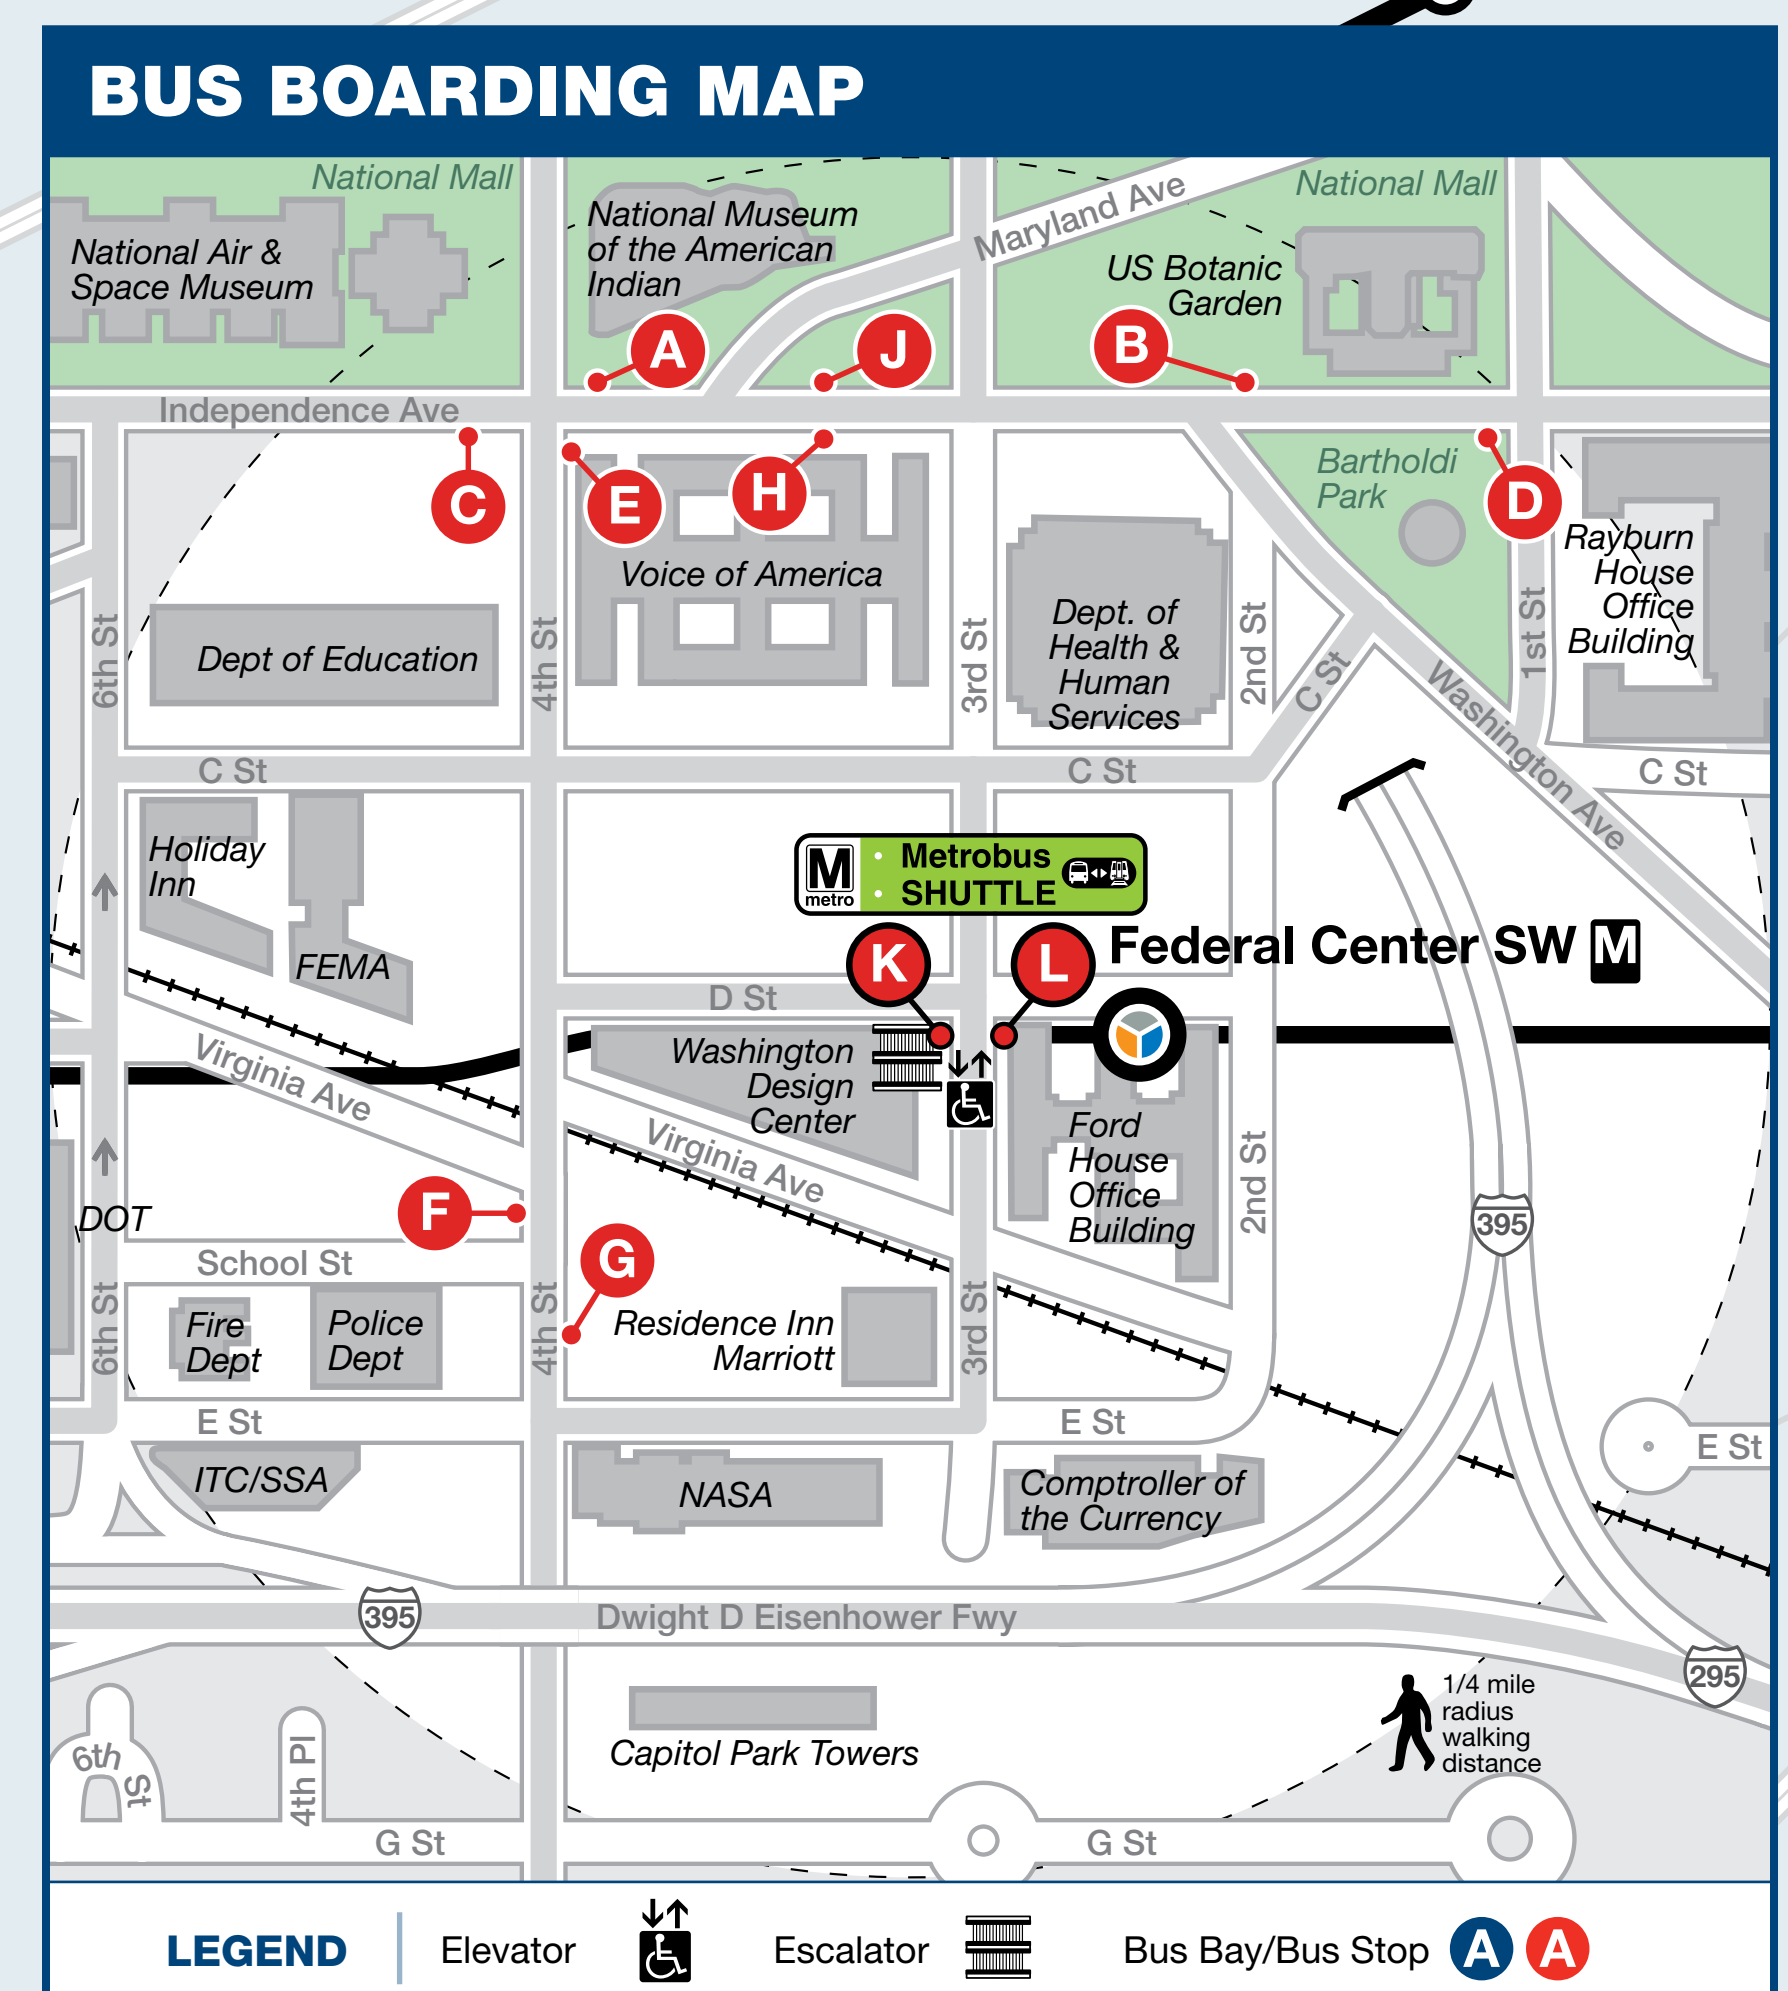 BUS BOARDING MAP
National Mall
National Museum
of the American
Indian
Maryland Ave
National Mall
National Air &
Space Museum
US Botanic
Garden
A
J
B
Independence Ave
C
E
H
Bartholdi
Park
D
Rayburn
House
Office
Building
Voice of America
Dept. of
Health &
Human
Services
Dept of Education
6th St
4th St
3rd St
2nd St
C St
1st St
Washington Ave
C St
C St
C St
Holiday
Inn
FEMA
M
metro
Metrobus
SHUTTLE
K
L
Federal Center SW M
D St
Virginia Ave
Washington
Design
Center
Virginia Ave
Ford
House
Office
Building
2nd St
395
DOT
F
School St
G
6th St
Fire
Dept
Police
Dept
4th St
Residence Inn
Marriott
3rd St
E St
E St
E St
ITC/SSA
NASA
Comptroller of
the Currency
395
Dwight D Eisenhower Fwy
295
1/4 mile
radius
walking
distance
Capitol Park Towers
6th St
4th Pl
G St
G St
LEGEND
Elevator
Escalator
Bus Bay/Bus Stop A A